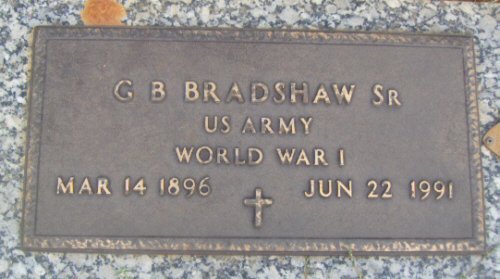 G B BRADSHAW SR
US ARMY
WORLD WAR I
MAR 14 1896 JUN 22 1991